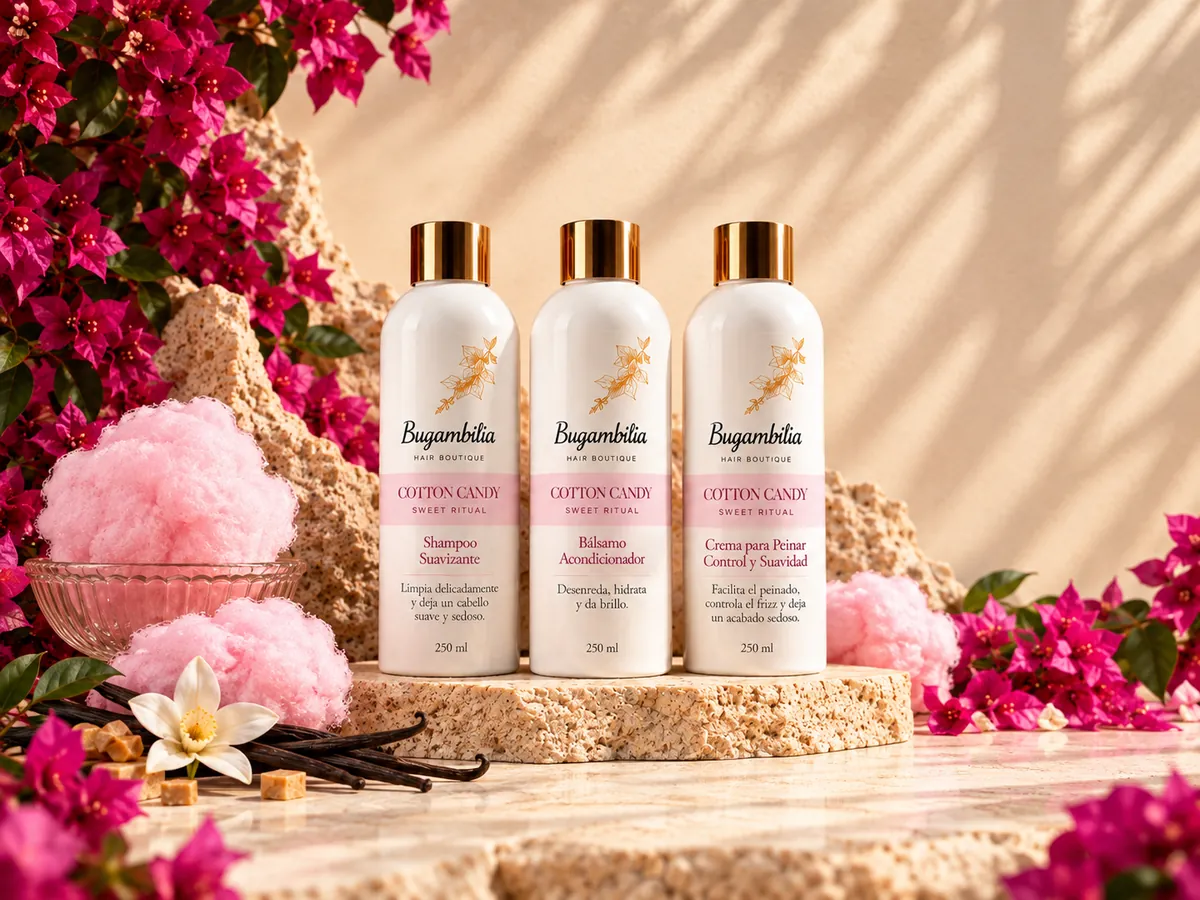 Bugambilia
HAIR BOUTIQUE
COTTON CANDY
SWEET RITUAL
Shampoo
Suavizante
Limpia delicadamente
y deja un cabello
suave y sedoso.
250 ml
Bugambilia
HAIR BOUTIQUE
COTTON CANDY
SWEET RITUAL
Bálsamo
Acondicionador
Desenreda, hidrata
y da brillo.
250 ml
Bugambilia
HAIR BOUTIQUE
COTTON CANDY
SWEET RITUAL
Crema para Peinar
Control y Suavidad
Facilita el peinado,
controla el frizz y deja
un acabado sedoso.
250 ml